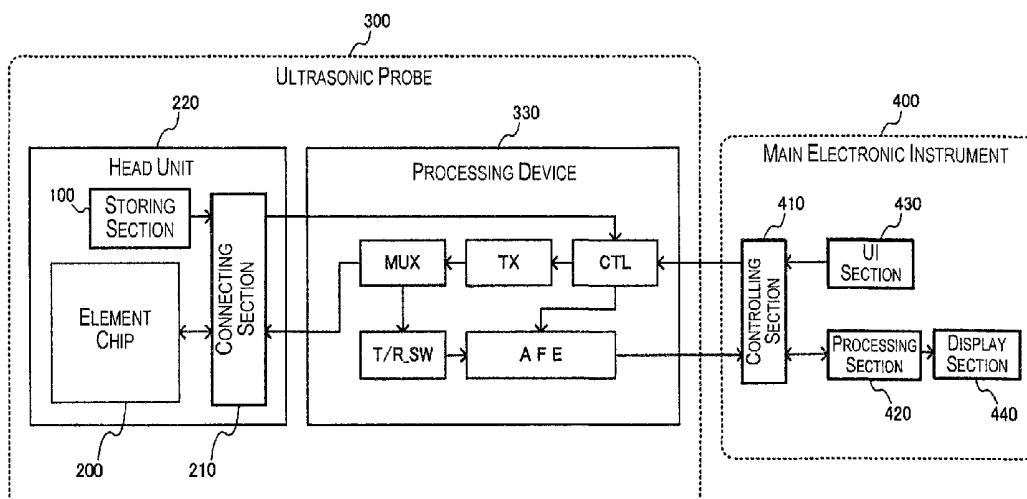 300
ULTRASONIC PROBE
220
330
400
HEAD UNIT
PROCESSING DEVICE
MAIN ELECTRONIC INSTRUMENT
100
STORING
SECTION
CONNECTING
SECTION
MUX
TX
CTL
410
430
UI
SECTION
ELEMENT
CHIP
T/R_SW
AFE
CONTROLLING
SECTION
PROCESSING
SECTION
DISPLAY
SECTION
200
210
420
440